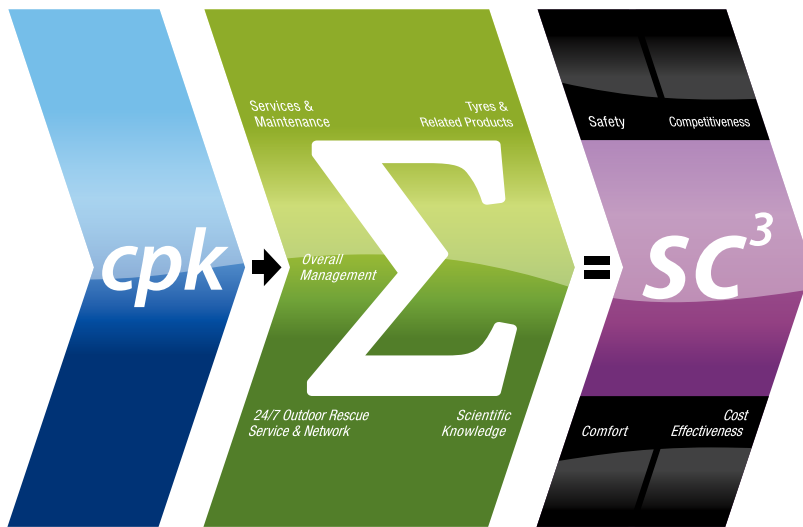 cpk
Services &
Maintenance
Tyres &
Related Products
Σ
Overall
Management
24/7 Outdoor Rescue
Service & Network
Scientific
Knowledge
=
sc³
Safety
Competitiveness
Comfort
Cost
Effectiveness